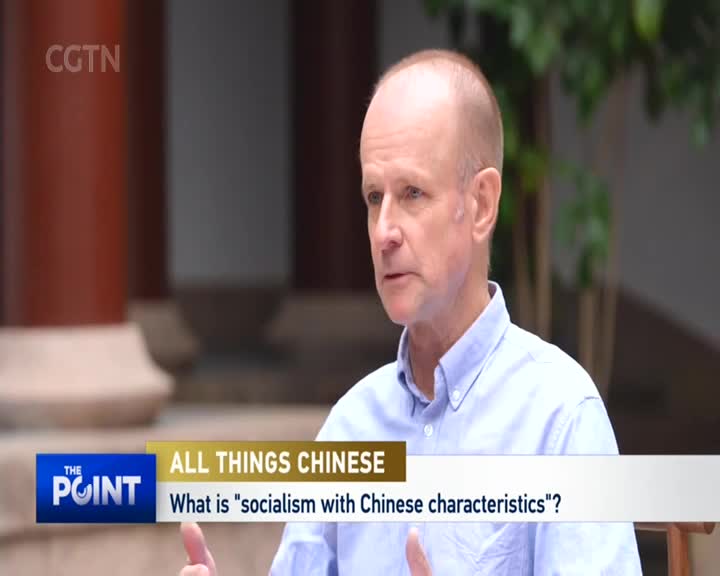 CGTN
ALL THINGS CHINESE
THE
POINT
What is "socialism with Chinese characteristics"?